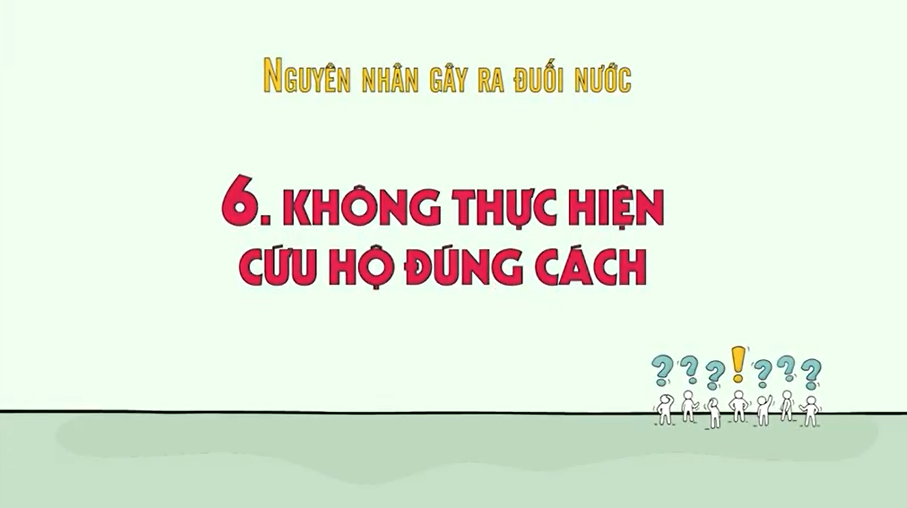 NGUYÊN NHÂN GÂY RA ĐUỐI NƯỚC
6. KHÔNG THỰC HIỆN
CỨU HỘ ĐÚNG CÁCH
? ? ? ! ? ? ?